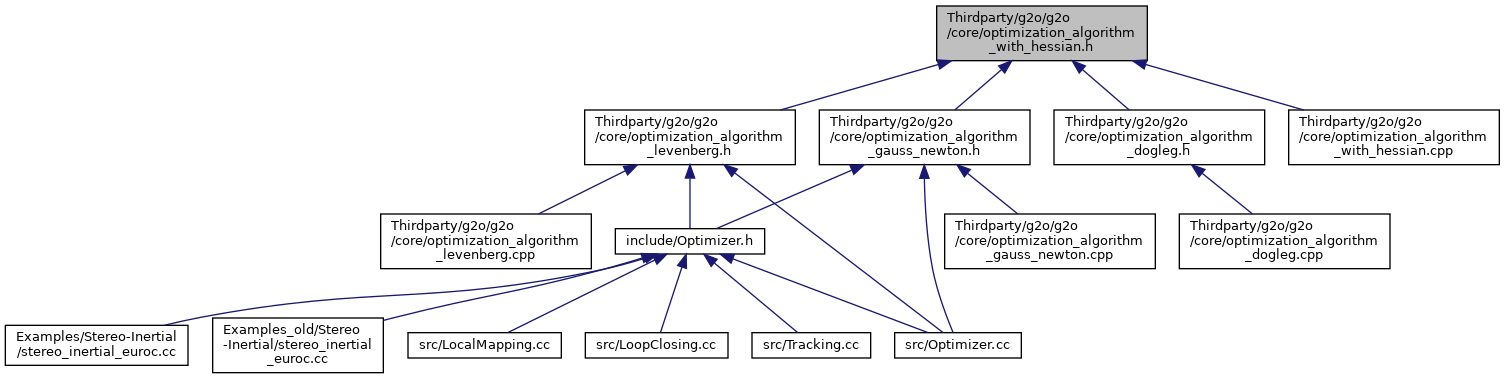 Thirdparty/g2o/g2o
/core/optimization_algorithm
_with_hessian.h
Thirdparty/g2o/g2o
/core/optimization_algorithm
_levenberg.h
Thirdparty/g2o/g2o
/core/optimization_algorithm
_gauss_newton.h
Thirdparty/g2o/g2o
/core/optimization_algorithm
_dogleg.h
Thirdparty/g2o/g2o
/core/optimization_algorithm
_with_hessian.cpp
Thirdparty/g2o/g2o
/core/optimization_algorithm
_levenberg.cpp
include/Optimizer.h
Thirdparty/g2o/g2o
/core/optimization_algorithm
_gauss_newton.cpp
Thirdparty/g2o/g2o
/core/optimization_algorithm
_dogleg.cpp
Examples/Stereo-Inertial
/stereo_inertial_euroc.cc
Examples_old/Stereo
-Inertial/stereo_inertial
_euroc.cc
src/LocalMapping.cc
src/LoopClosing.cc
src/Tracking.cc
src/Optimizer.cc